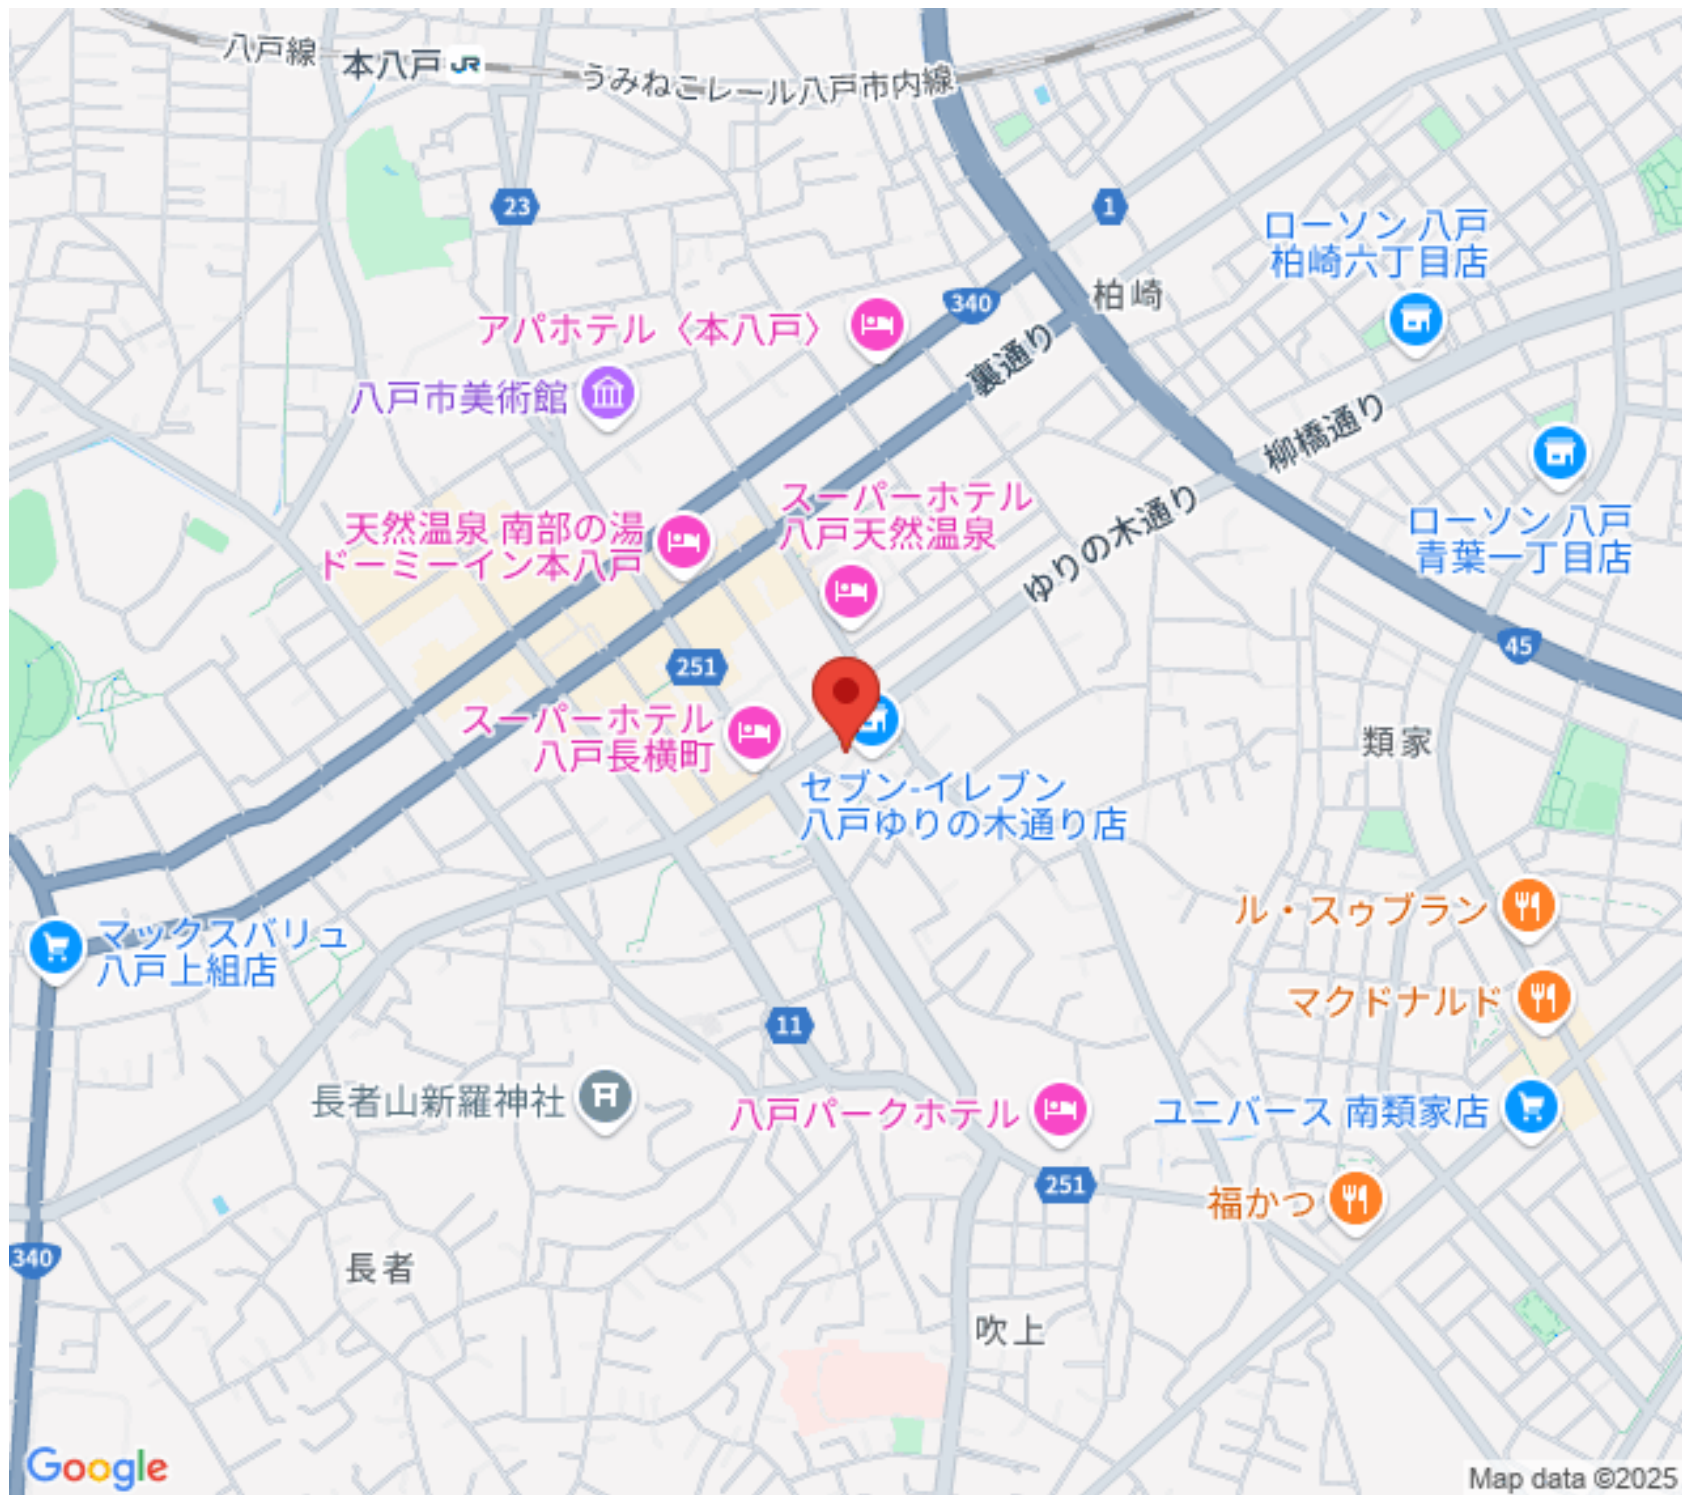 八戸線
本八戸
JR
うみねこレール八戸市内線
23
1
ローソン 八戸
柏崎六丁目店
340
柏崎
アパホテル〈本八戸〉
裏通り
八戸市美術館
柳橋通り
スーパーホテル
八戸天然温泉
ゆりの木通り
天然温泉 南部の湯
ドーミーイン本八戸
ローソン 八戸
青葉一丁目店
45
251
スーパーホテル
八戸長横町
類家
セブン-イレブン
八戸ゆりの木通り店
ル・スゥブラン
マックスバリュ
八戸上組店
マクドナルド
11
長者山新羅神社
八戸パークホテル
ユニバース 南類家店
251
福かつ
340
長者
吹上
Google
Map data ©2025